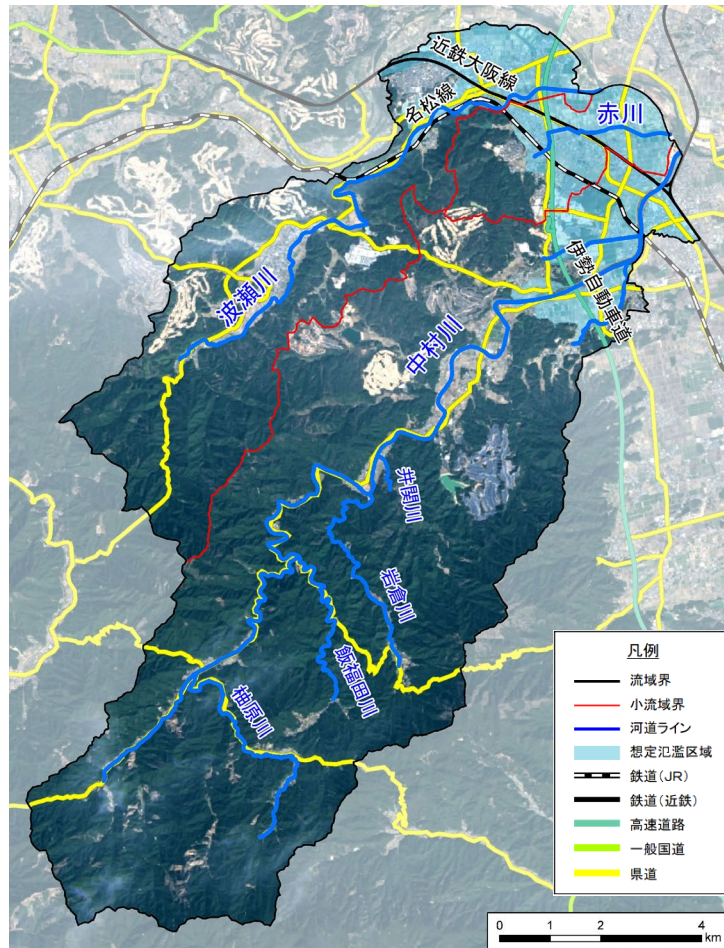 近鉄大阪線
名松線
赤川
伊勢自動車道
波瀬川
中村川
井関川
岩倉川
飯福田川
柚原川
凡例
流域界
小流域界
河道ライン
想定氾濫区域
鉄道(JR)
鉄道(近鉄)
高速道路
一般国道
県道
0 1 2 4
km